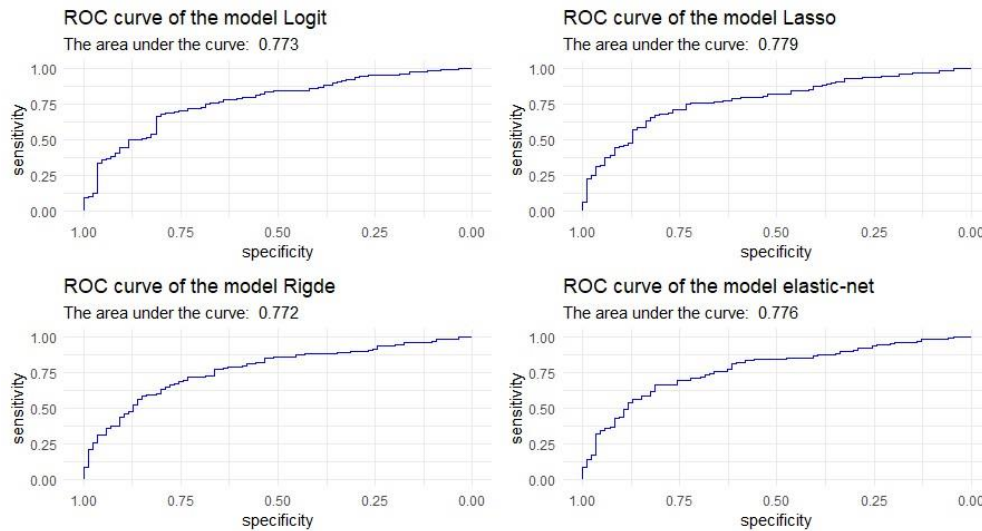 ROC curve of the model Logit
The area under the curve:  0.773
1.00
0.75
0.50
0.25
0.00
sensitivity
1.00 0.75 0.50 0.25 0.00
specificity
ROC curve of the model Lasso
The area under the curve:  0.779
1.00
0.75
0.50
0.25
0.00
sensitivity
1.00 0.75 0.50 0.25 0.00
specificity
ROC curve of the model Rigde
The area under the curve:  0.772
1.00
0.75
0.50
0.25
0.00
sensitivity
1.00 0.75 0.50 0.25 0.00
specificity
ROC curve of the model elastic-net
The area under the curve:  0.776
1.00
0.75
0.50
0.25
0.00
sensitivity
1.00 0.75 0.50 0.25 0.00
specificity